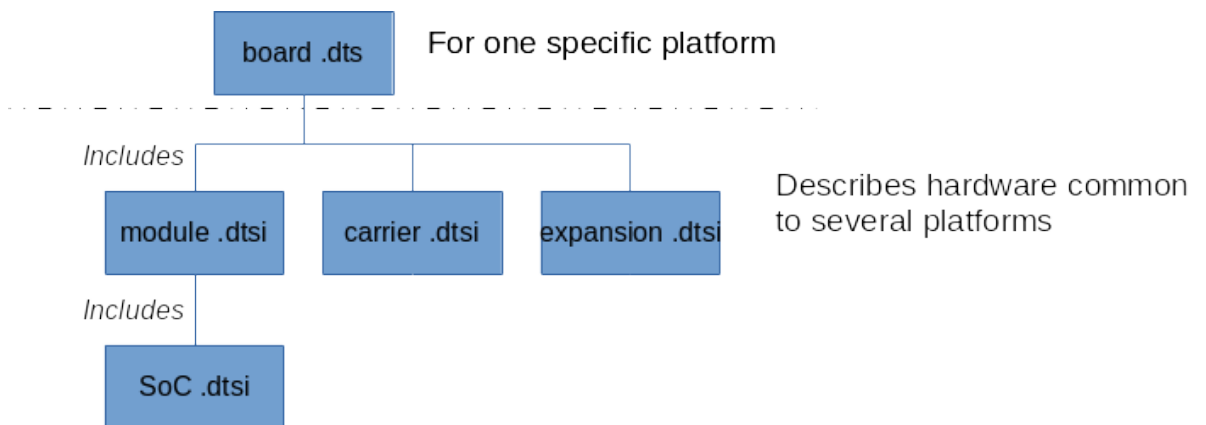 board .dts
For one specific platform
Includes
module .dtsi
carrier .dtsi
expansion .dtsi
Describes hardware common
to several platforms
Includes
SoC .dtsi